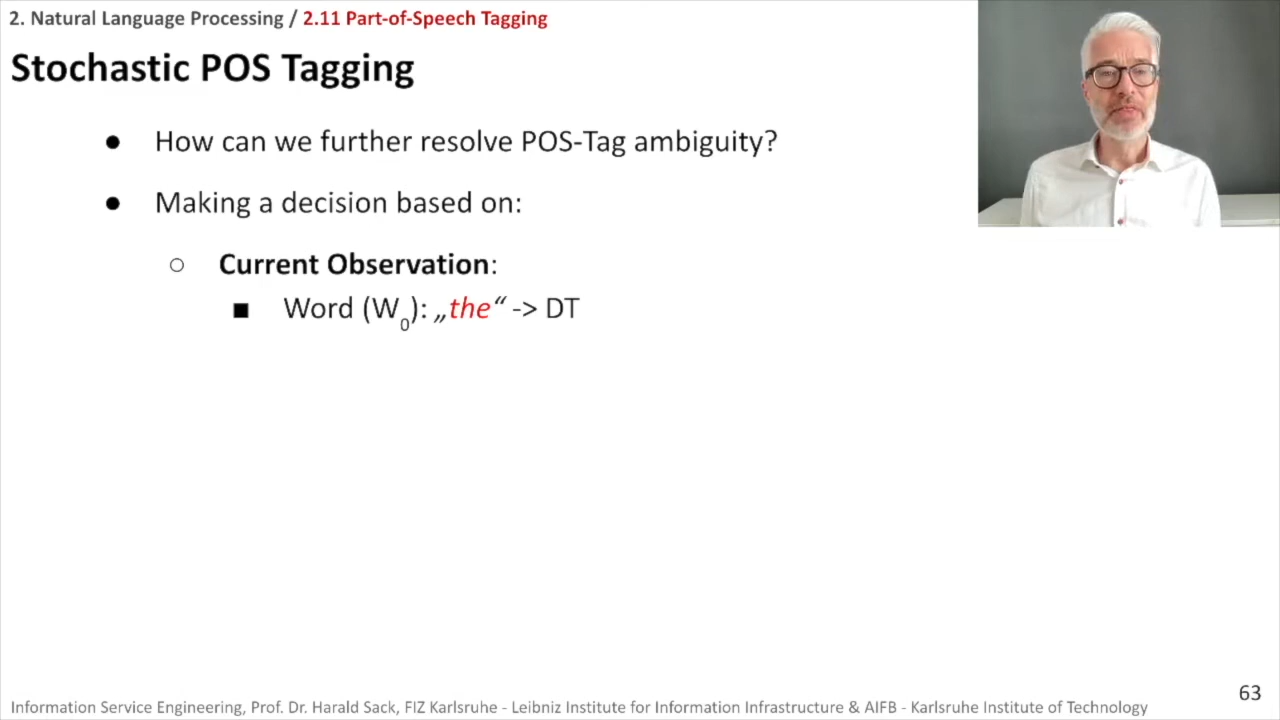 2. Natural Language Processing / 2.11 Part-of-Speech Tagging
Stochastic POS Tagging
● How can we further resolve POS-Tag ambiguity?
● Making a decision based on:
○ Current Observation:
■ Word (W₀): „the“ -> DT
63
Information Service Engineering, Prof. Dr. Harald Sack, FIZ Karlsruhe - Leibniz Institute for Information Infrastructure & AIFB - Karlsruhe Institute of Technology